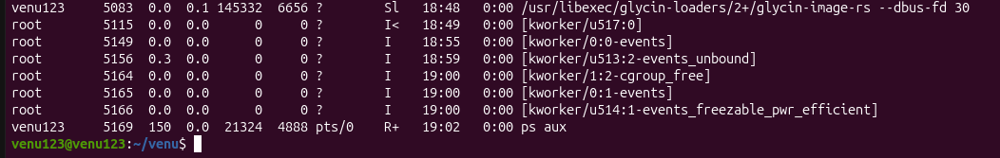 venu123 5083 0.0 0.1 145332 6656 ? Sl 18:48 0:00 /usr/libexec/glycin-loaders/2+/glycin-image-rs --dbus-fd 30
root 5115 0.0 0.0 0 0 ? I< 18:49 0:00 [kworker/u517:0]
root 5149 0.0 0.0 0 0 ? I 18:55 0:00 [kworker/0:0-events]
root 5156 0.3 0.0 0 0 ? I 18:59 0:00 [kworker/u513:2-events_unbound]
root 5164 0.0 0.0 0 0 ? I 19:00 0:00 [kworker/1:2-cgroup_free]
root 5165 0.0 0.0 0 0 ? I 19:00 0:00 [kworker/0:1-events]
root 5166 0.0 0.0 0 0 ? I 19:00 0:00 [kworker/u514:1-events_freezable_pwr_efficient]
venu123 5169 150 0.0 21324 4888 pts/0 R+ 19:02 0:00 ps aux
venu123@venu123:~/venu$